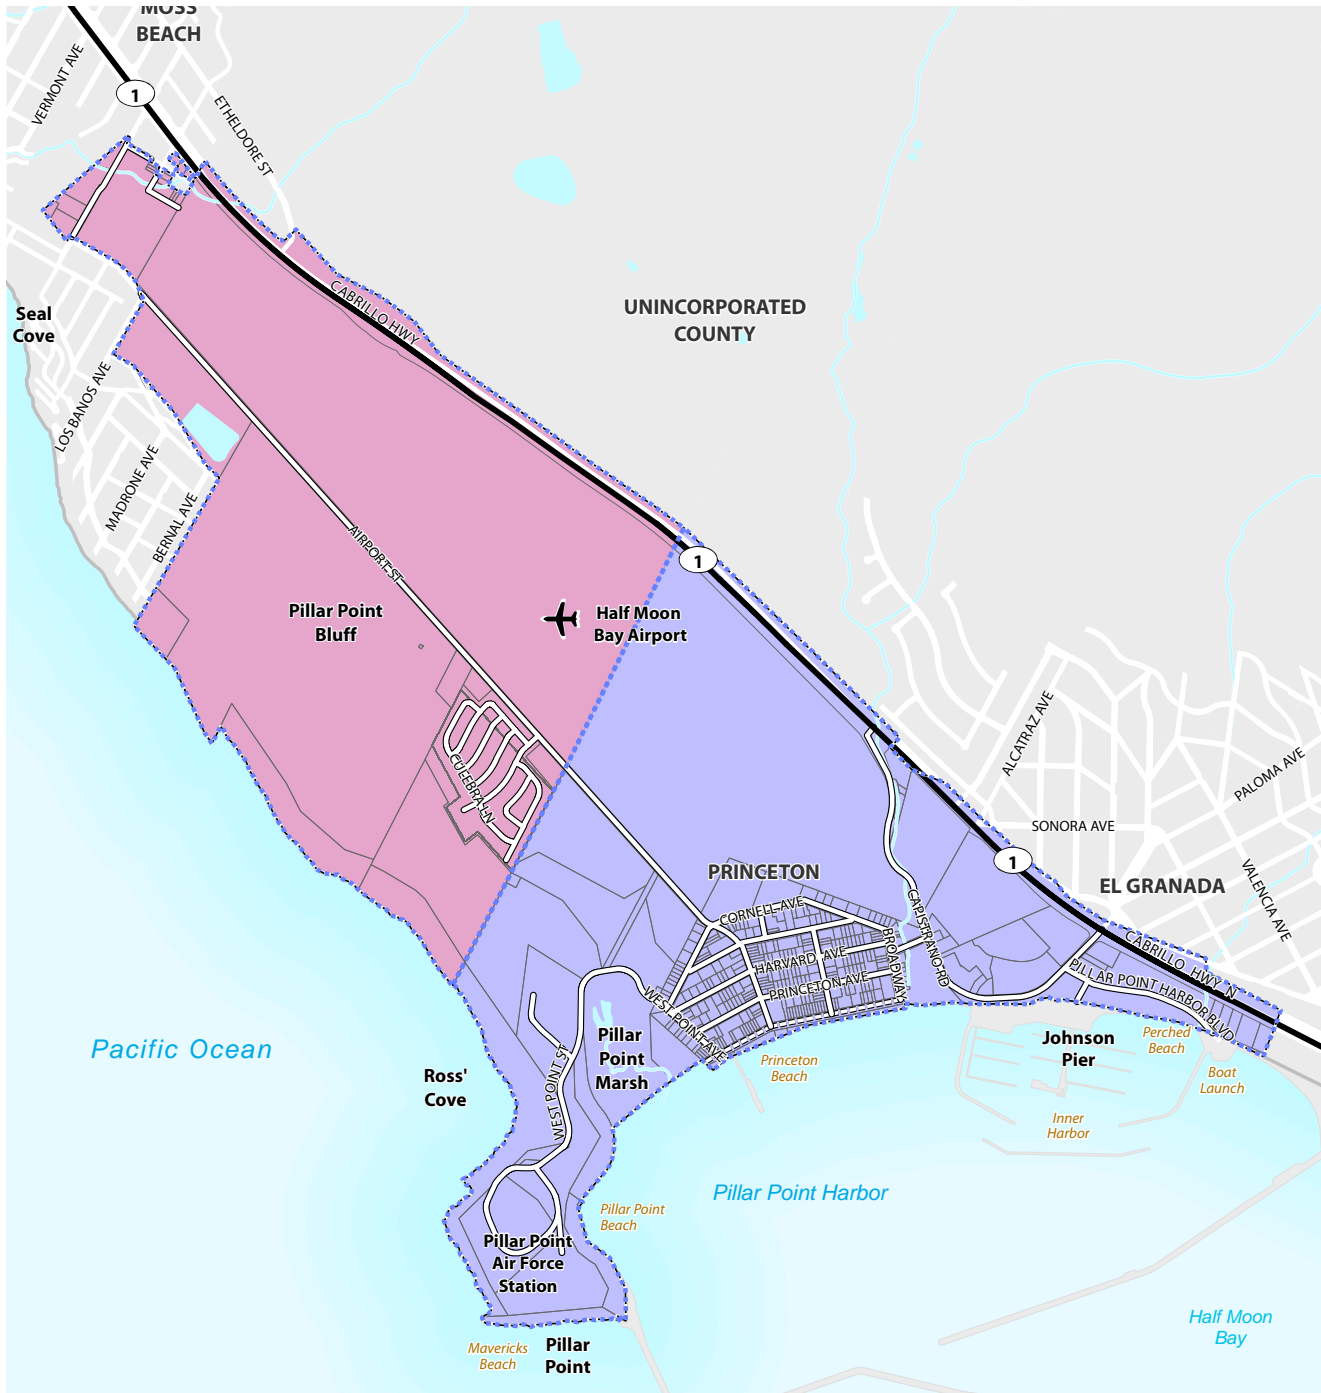 MOSS
BEACH
VERMONT AVE
1
ETHELDORE ST
Seal
Cove
CABRILLO HWY
UNINCORPORATED
COUNTY
LOS BANOS AVE
MADRONE AVE
BERNAL AVE
AIRPORT ST
1
Pillar Point
Bluff
Half Moon
Bay Airport
CULEBRA LN
ALCATRAZ AVE
PALOMA AVE
SONORA AVE
1
PRINCETON
EL GRANADA
VALENCIA AVE
CORNELL AVE
CAPISTRANO RD
BROADWAY
HARVARD AVE
PRINCETON AVE
WEST POINT AVE
CABRILLO HWY N
PILLAR POINT HARBOR BLVD
Pacific Ocean
Ross'
Cove
WEST POINT ST
Pillar
Point
Marsh
Princeton
Beach
Johnson
Pier
Perched
Beach
Boat
Launch
Inner
Harbor
Pillar Point Harbor
Pillar Point
Beach
Pillar Point
Air Force
Station
Mavericks
Beach
Pillar
Point
Half Moon
Bay